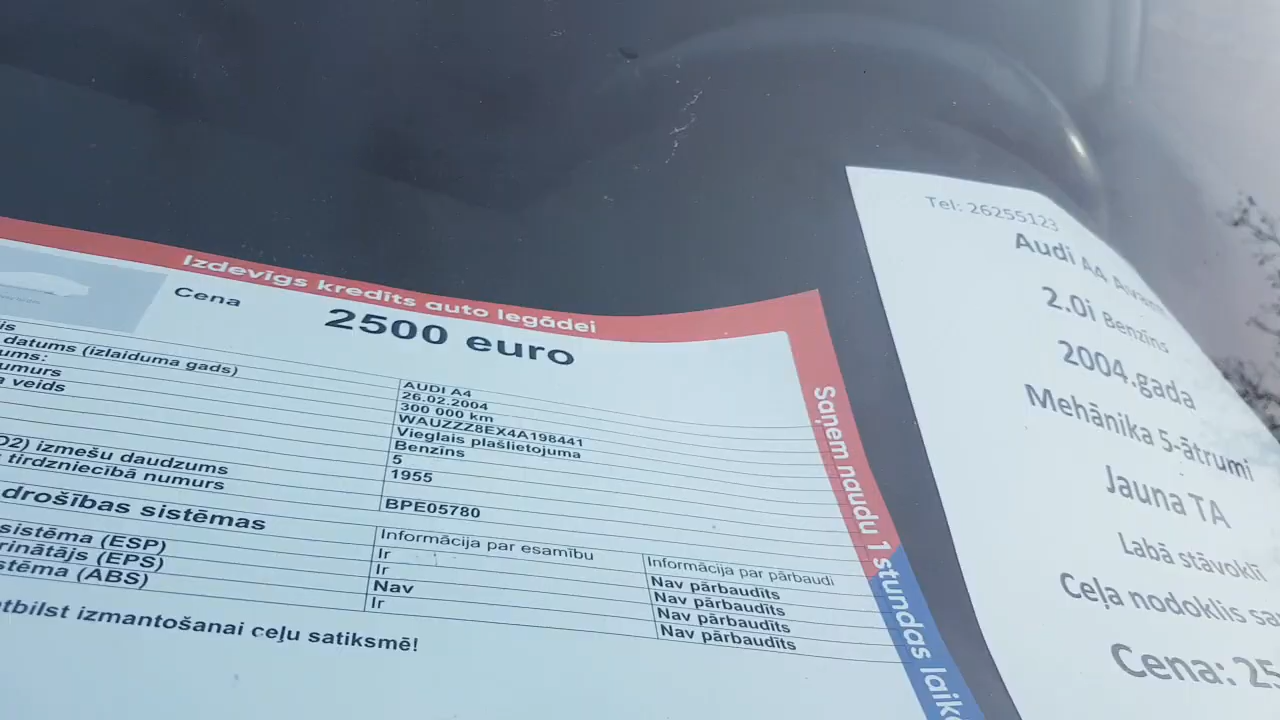 Izdevīgs kredīts auto iegādei
Cena
2500 euro
datums (izlaiduma gads)
veids
AUDI A4
26.02.2004
300 000 km
WAUZZZ8EX4A198441
Vieglais plašlietojuma
Benzīns
5
1955
izmešu daudzums
tirdzniecībā numurs
BPE05780
drošības sistēmas
Informācija par esamību
Informācija par pārbaudi
sistēma (ESP)
Ir
Nav pārbaudīts
(EPS)
Ir
Nav pārbaudīts
(ABS)
Nav
Nav pārbaudīts
Ir
Nav pārbaudīts
izmantošanai ceļu satiksmē!
Saņem naudu 1 stundas laikā
Tel: 26255123
Audi A4 Avant
2.0i Benzīns
2004.gada
Mehānika 5-ātrumi
Jauna TA
Labā stāvoklī
Ceļa nodoklis
Cena: